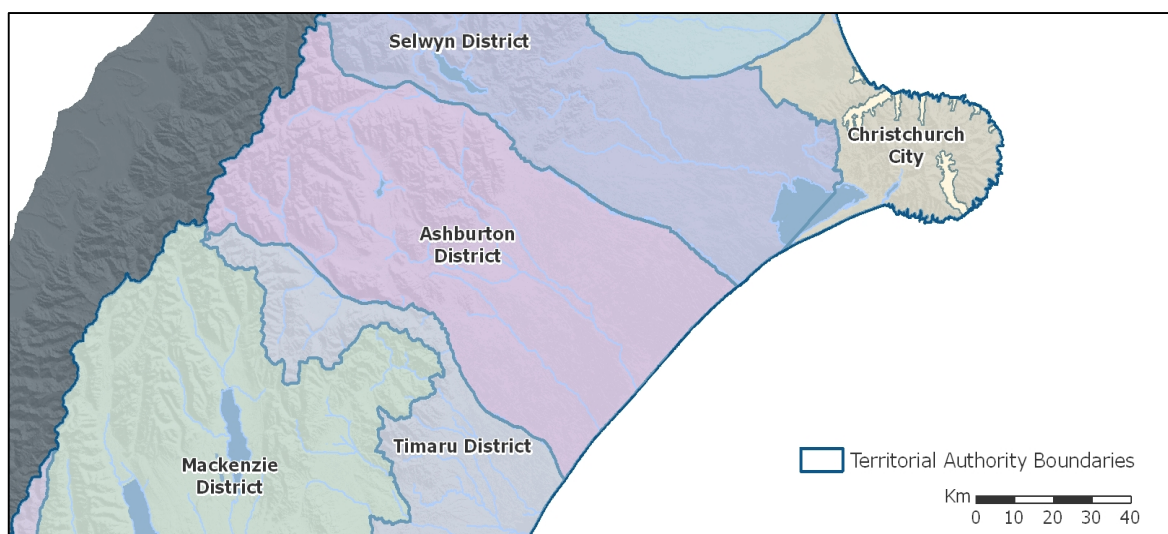 Selwyn District
Christchurch
City
Ashburton
District
Timaru District
Mackenzie
District
Territorial Authority Boundaries
Km
0 10 20 30 40